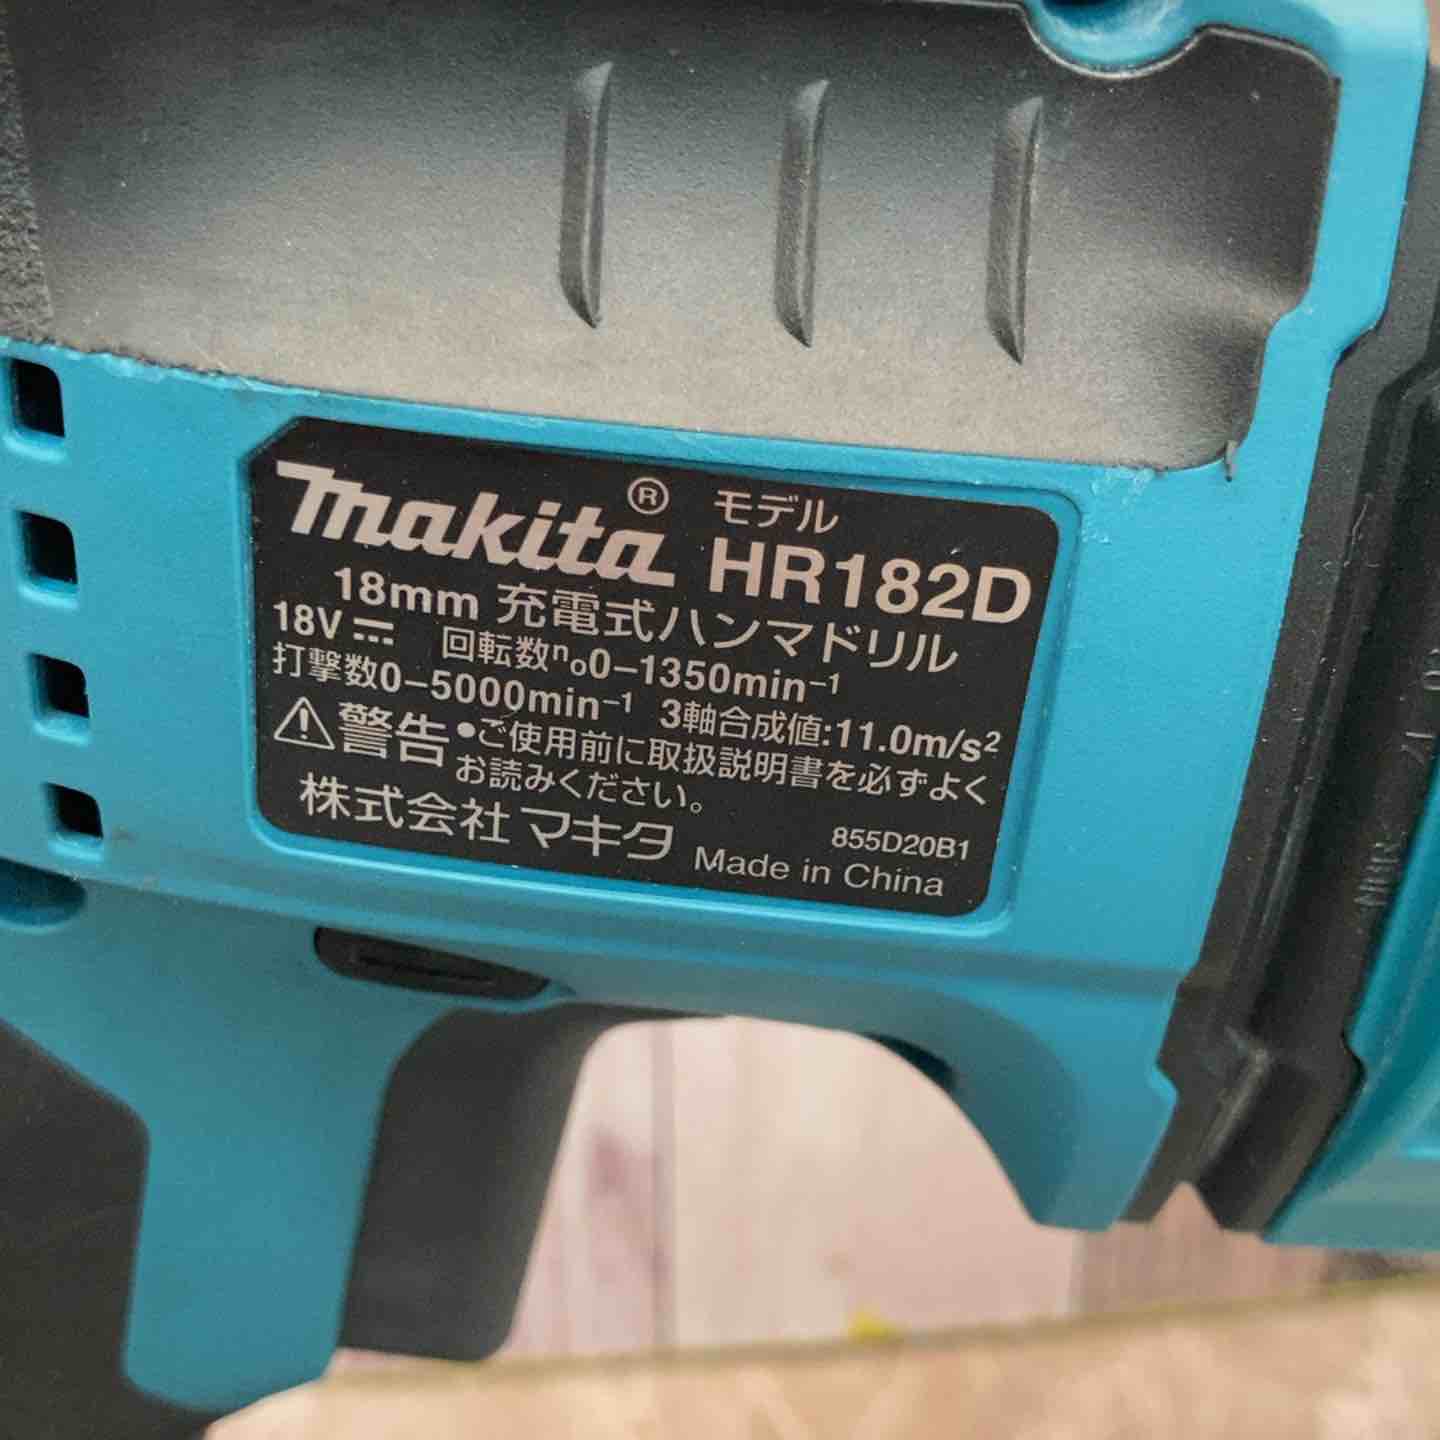 makita® モデル
HR182D
18mm 充電式ハンマドリル
18V⎓ 回転数n₀0–1350min⁻¹
打撃数0–5000min⁻¹ 3軸合成値:11.0m/s²
⚠警告 •ご使用前に取扱説明書を必ずよく
お読みください。
株式会社マキタ 855D20B1
Made in China